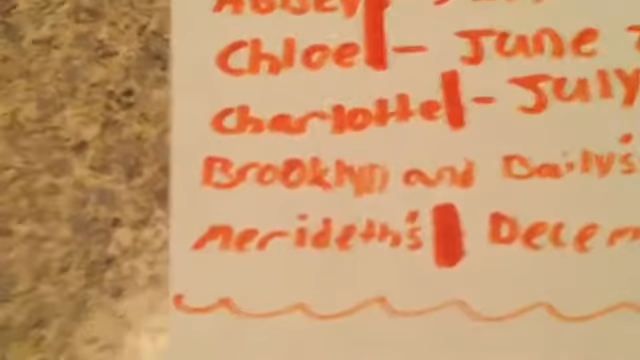 Chloe - June
Charlotte - July
Brooklyn and Baily's
Merideth's Decem